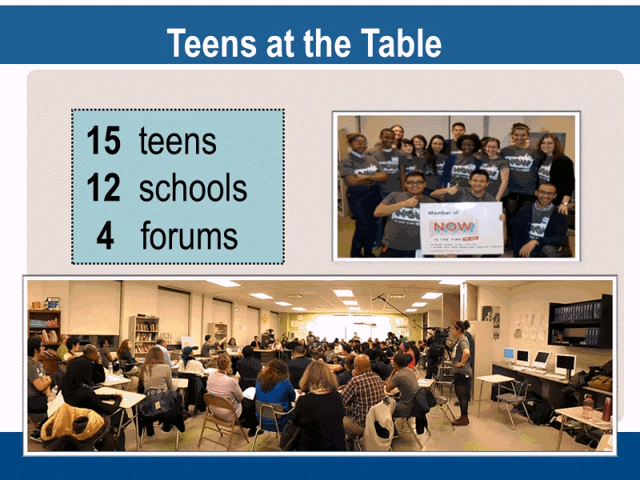 Teens at the Table
15 teens
12 schools
4 forums
Member of
NOW